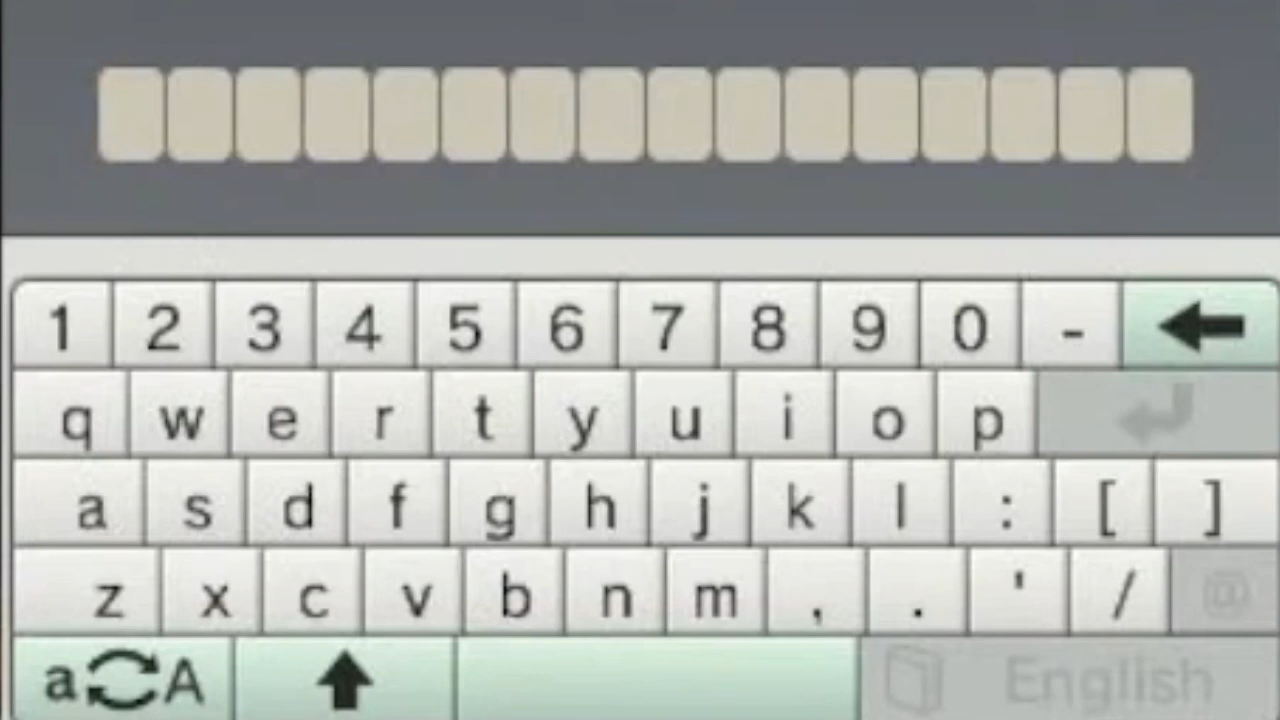 1 2 3 4 5 6 7 8 9 0 -
q w e r t y u i o p
a s d f g h j k l : [ ]
z x c v b n m , . ' / @
a A English